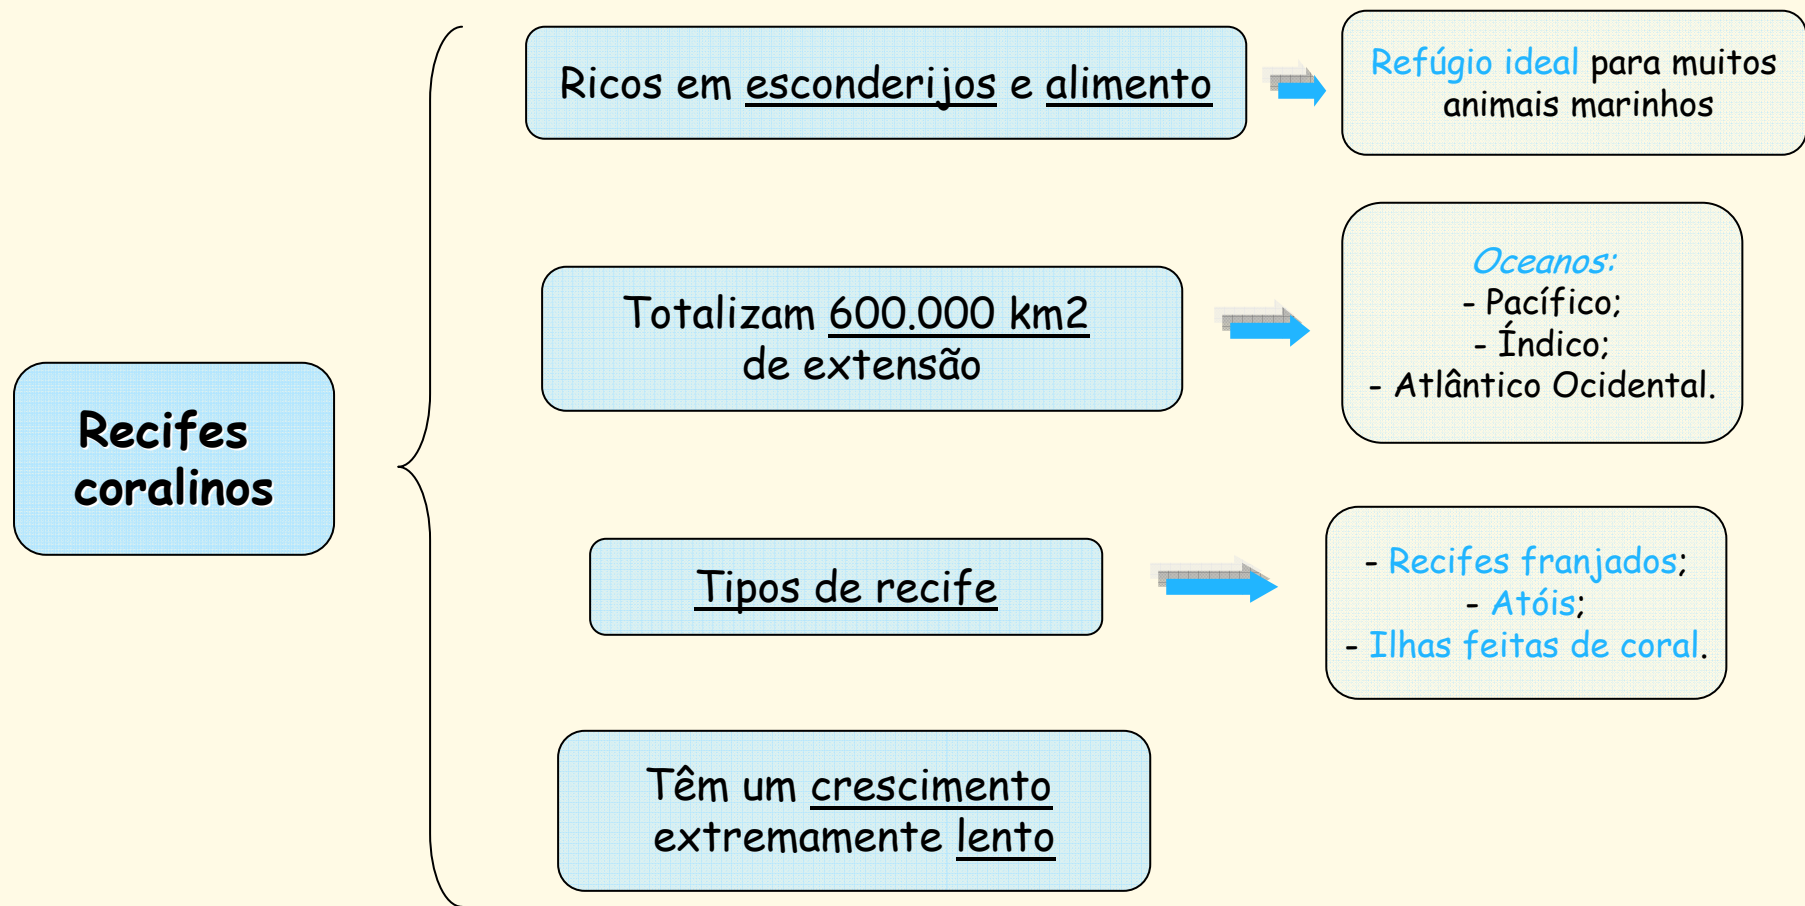 Recifes
coralinos
Ricos em esconderijos e alimento
Refúgio ideal para muitos
animais marinhos
Totalizam 600.000 km2
de extensão
Oceanos:
- Pacífico;
- Índico;
- Atlântico Ocidental.
Tipos de recife
- Recifes franjados;
- Atóis;
- Ilhas feitas de coral.
Têm um crescimento
extremamente lento